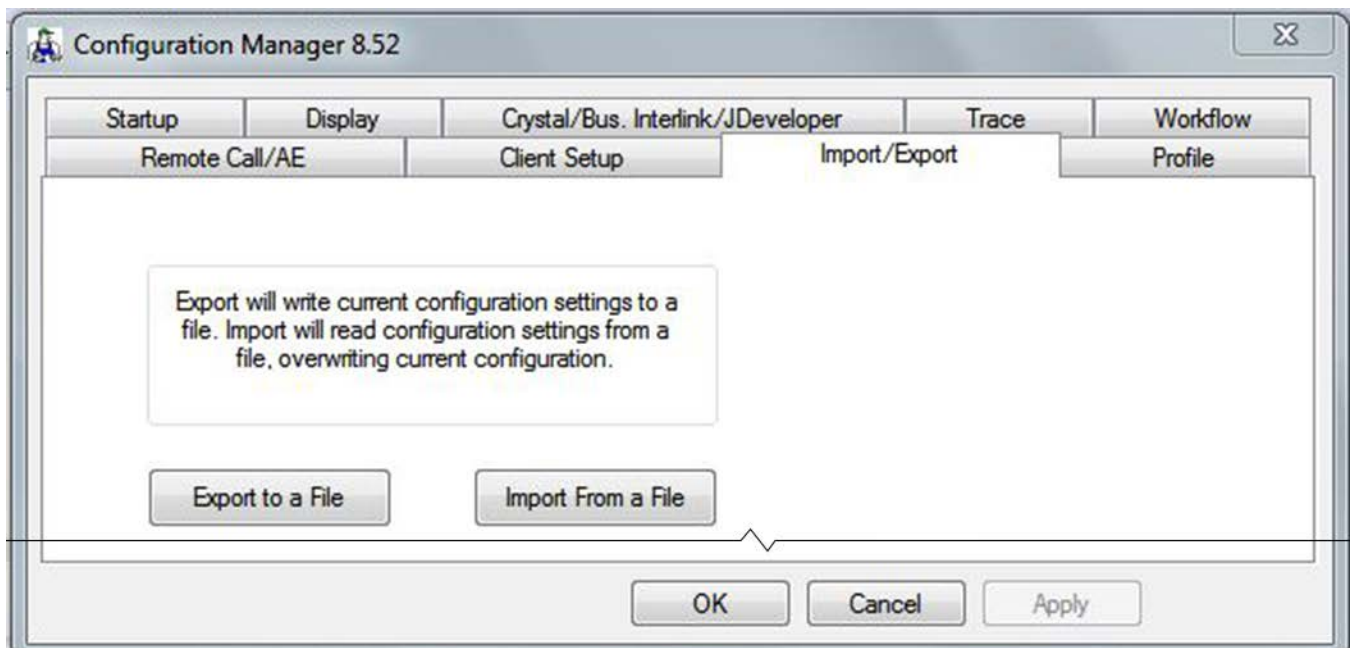 Configuration Manager 8.52
Startup Display Crystal/Bus. Interlink/JDeveloper Trace Workflow
Remote Call/AE Client Setup Import/Export Profile
Export will write current configuration settings to a
file. Import will read configuration settings from a
file, overwriting current configuration.
Export to a File Import From a File
OK Cancel Apply